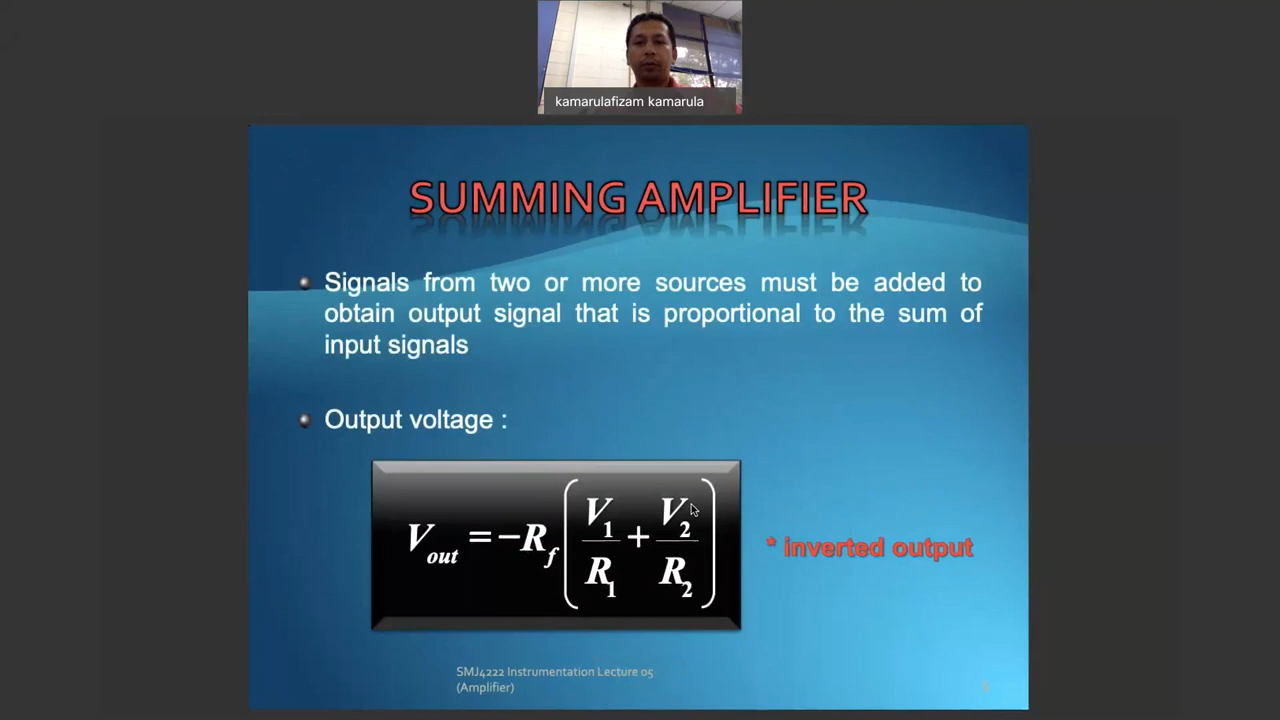 kamarulafizam kamarula
SUMMING AMPLIFIER
Signals from two or more sources must be added to
obtain output signal that is proportional to the sum of
input signals
Output voltage :
V_out = −R_f ( V_1 / R_1 + V_2 / R_2 )
* inverted output
SMJ4222 Instrumentation Lecture 05
(Amplifier)